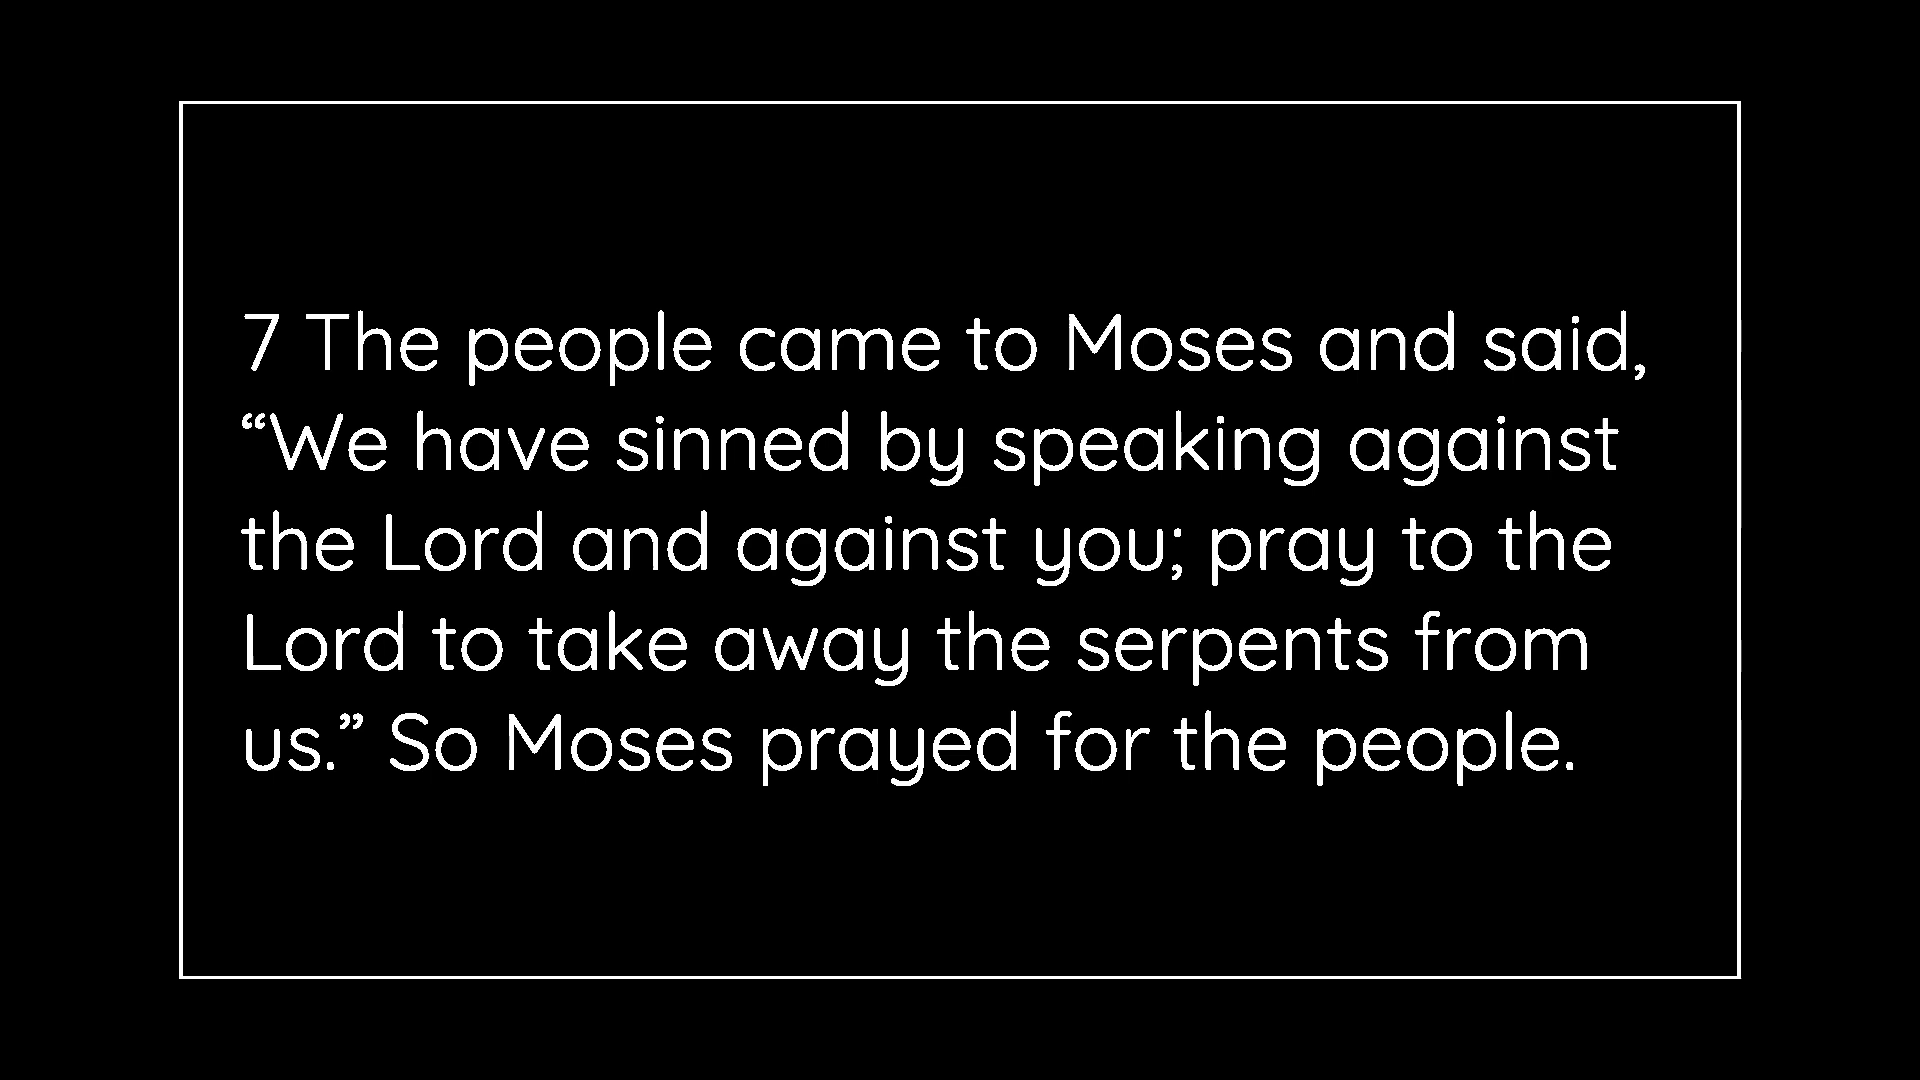 7 The people came to Moses and said,
“We have sinned by speaking against
the Lord and against you; pray to the
Lord to take away the serpents from
us.” So Moses prayed for the people.